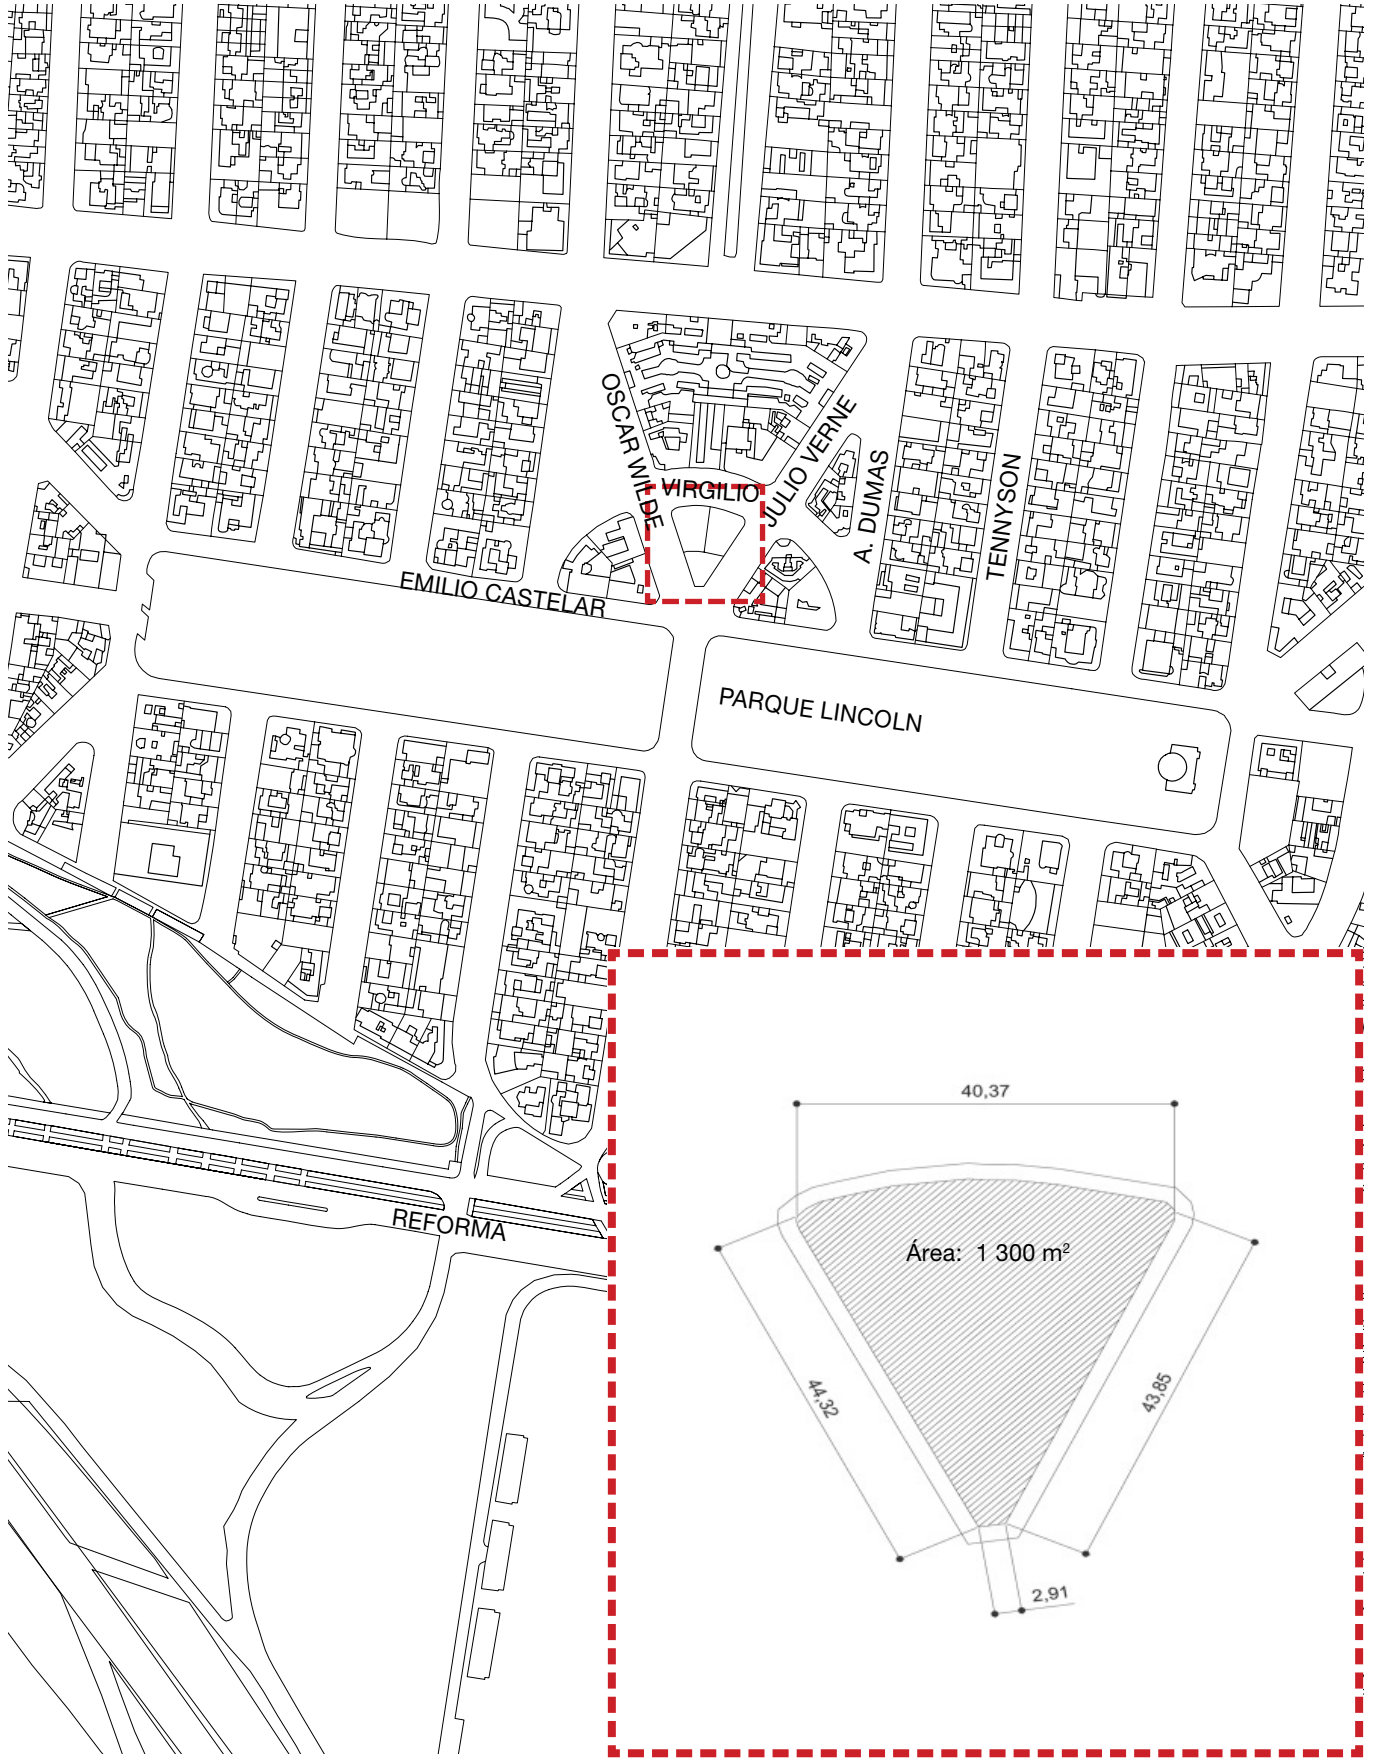 OSCAR WILDE
VIRGILIO
JULIO VERNE
A. DUMAS
TENNYSON
EMILIO CASTELAR
PARQUE LINCOLN
REFORMA
40,37
Área: 1 300 m²
44,32
43,85
2,91